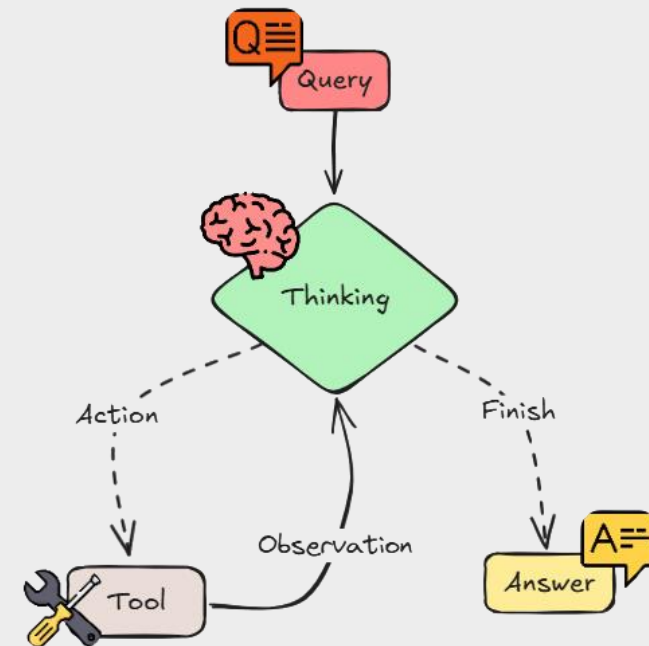 Q
Query
Thinking
Action
Finish
Observation
A
Tool
Answer